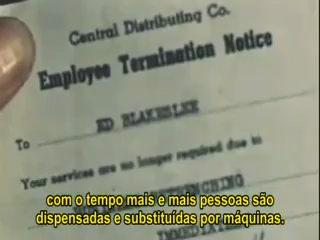 Central Distributing Co.
Employee Termination Notice
To ED BLAKESLEE
Your services are no longer required due to
com o tempo mais e mais pessoas são
dispensadas e substituídas por máquinas.